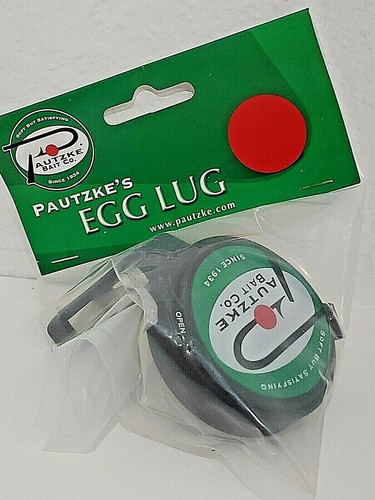 SOFT BUT SATISFYING
PAUTZKE
BAIT CO.
SINCE 1934
PAUTZKE'S
EGG LUG
www.pautzke.com
OPEN
SINCE 1934
PAUTZKE
BAIT CO.
SOFT BUT SATISFYING